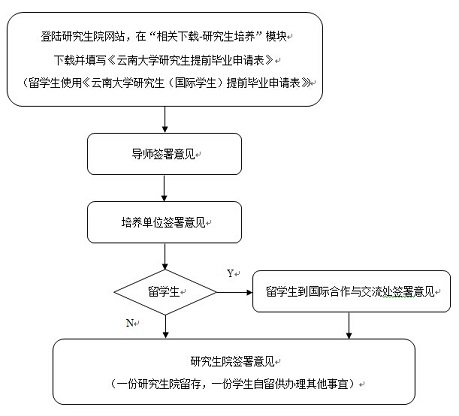 登陆研究生院网站，在“相关下载-研究生培养”模块
下载并填写《云南大学研究生提前毕业申请表》
（留学生使用《云南大学研究生（国际学生）提前毕业申请表》）
导师签署意见
培养单位签署意见
留学生
Y
留学生到国际合作与交流处签署意见
N
研究生院签署意见
（一份研究生院留存，一份学生自留供办理其他事宜）